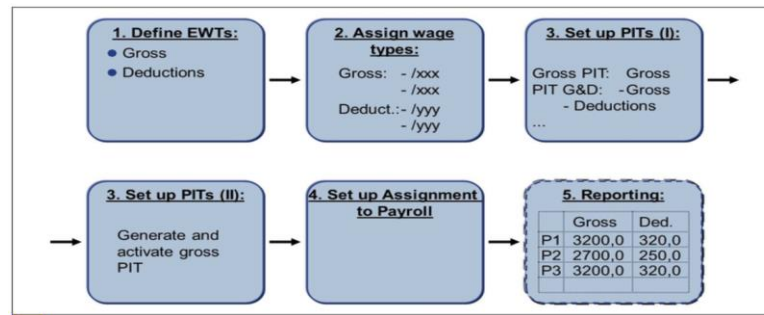 1. Define EWTs:
● Gross
● Deductions
2. Assign wage
types:
Gross: - /xxx
- /xxx
Deduct.:- /yyy
- /yyy
3. Set up PITs (I):
Gross PIT: Gross
PIT G&D: -Gross
- Deductions
...
3. Set up PITs (II):
Generate and
activate gross
PIT
4. Set up Assignment
to Payroll
5. Reporting:
Gross Ded.
P1 3200,0 320,0
P2 2700,0 250,0
P3 3200,0 320,0